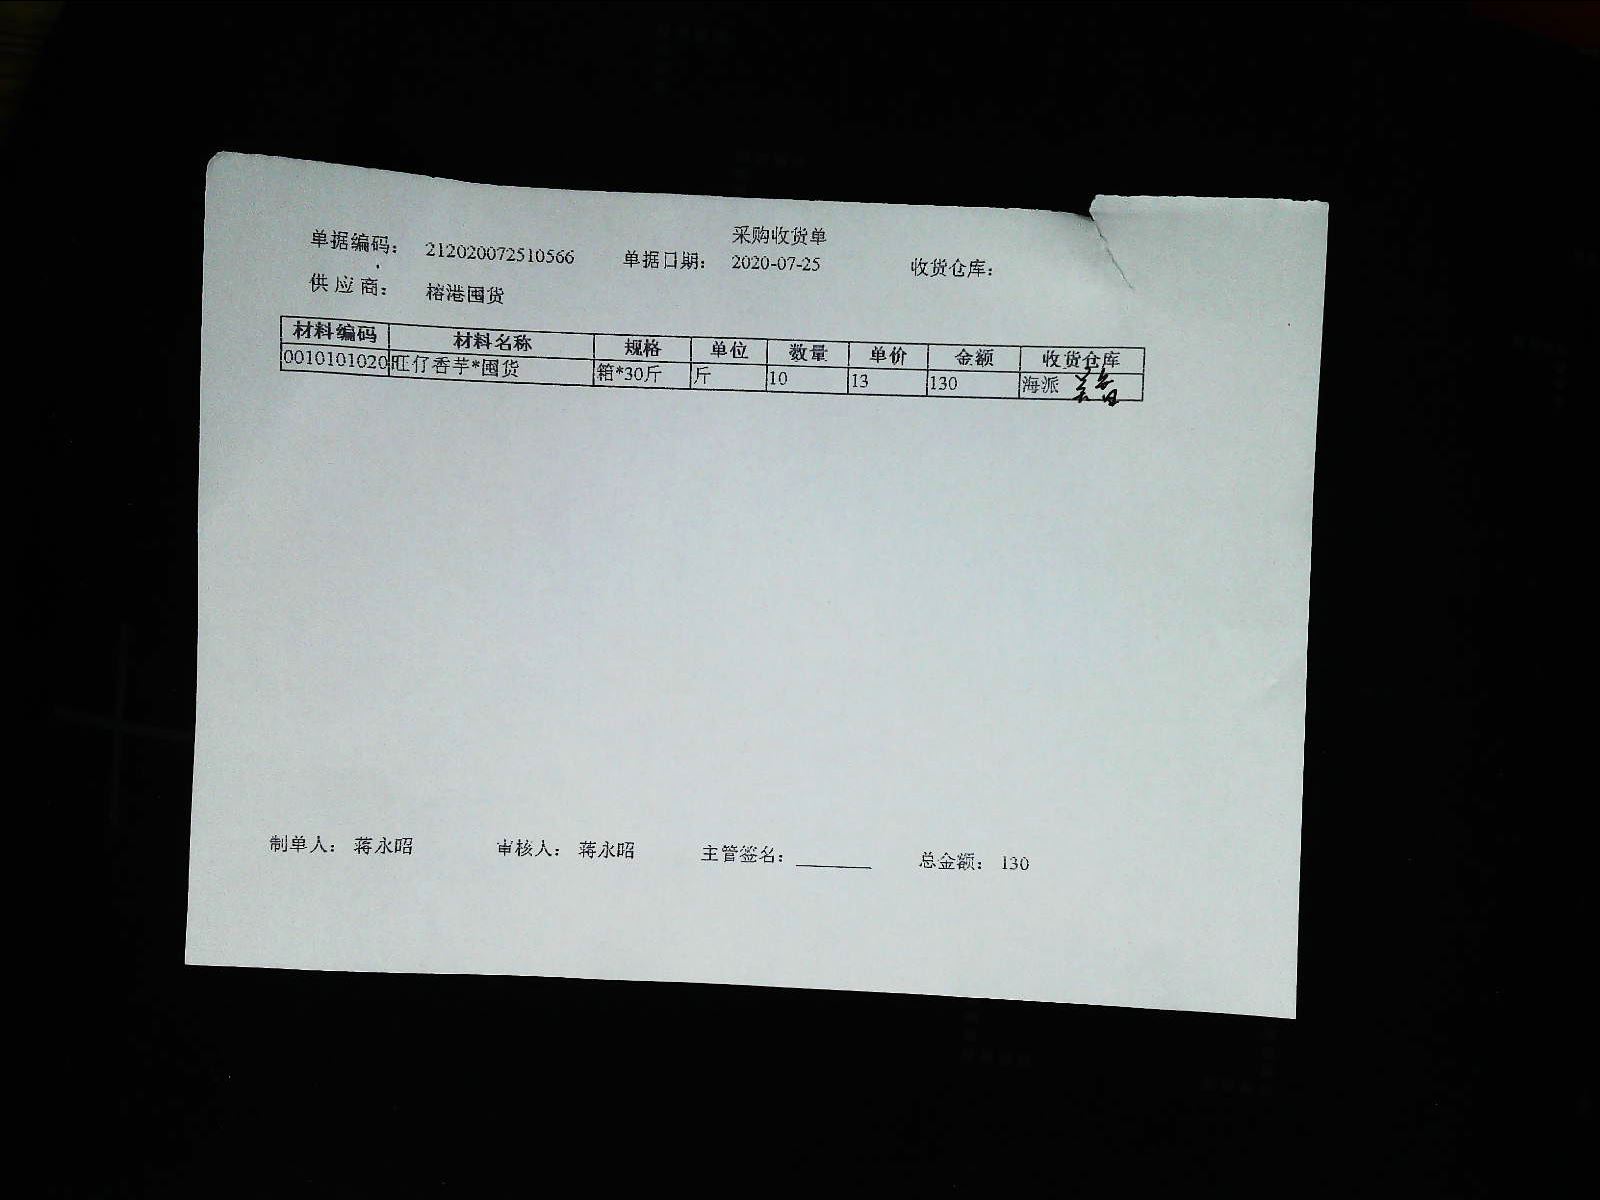 采购收货单
单据编码： 212020072510566 单据日期： 2020-07-25 收货仓库：
供应商： 榕港囤货
材料编码 材料名称 规格 单位 数量 单价 金额 收货仓库
0010101020 旺仔香芋*囤货 箱*30斤 斤 10 13 130 海派
制单人： 蒋永昭 审核人： 蒋永昭 主管签名： 总金额： 130